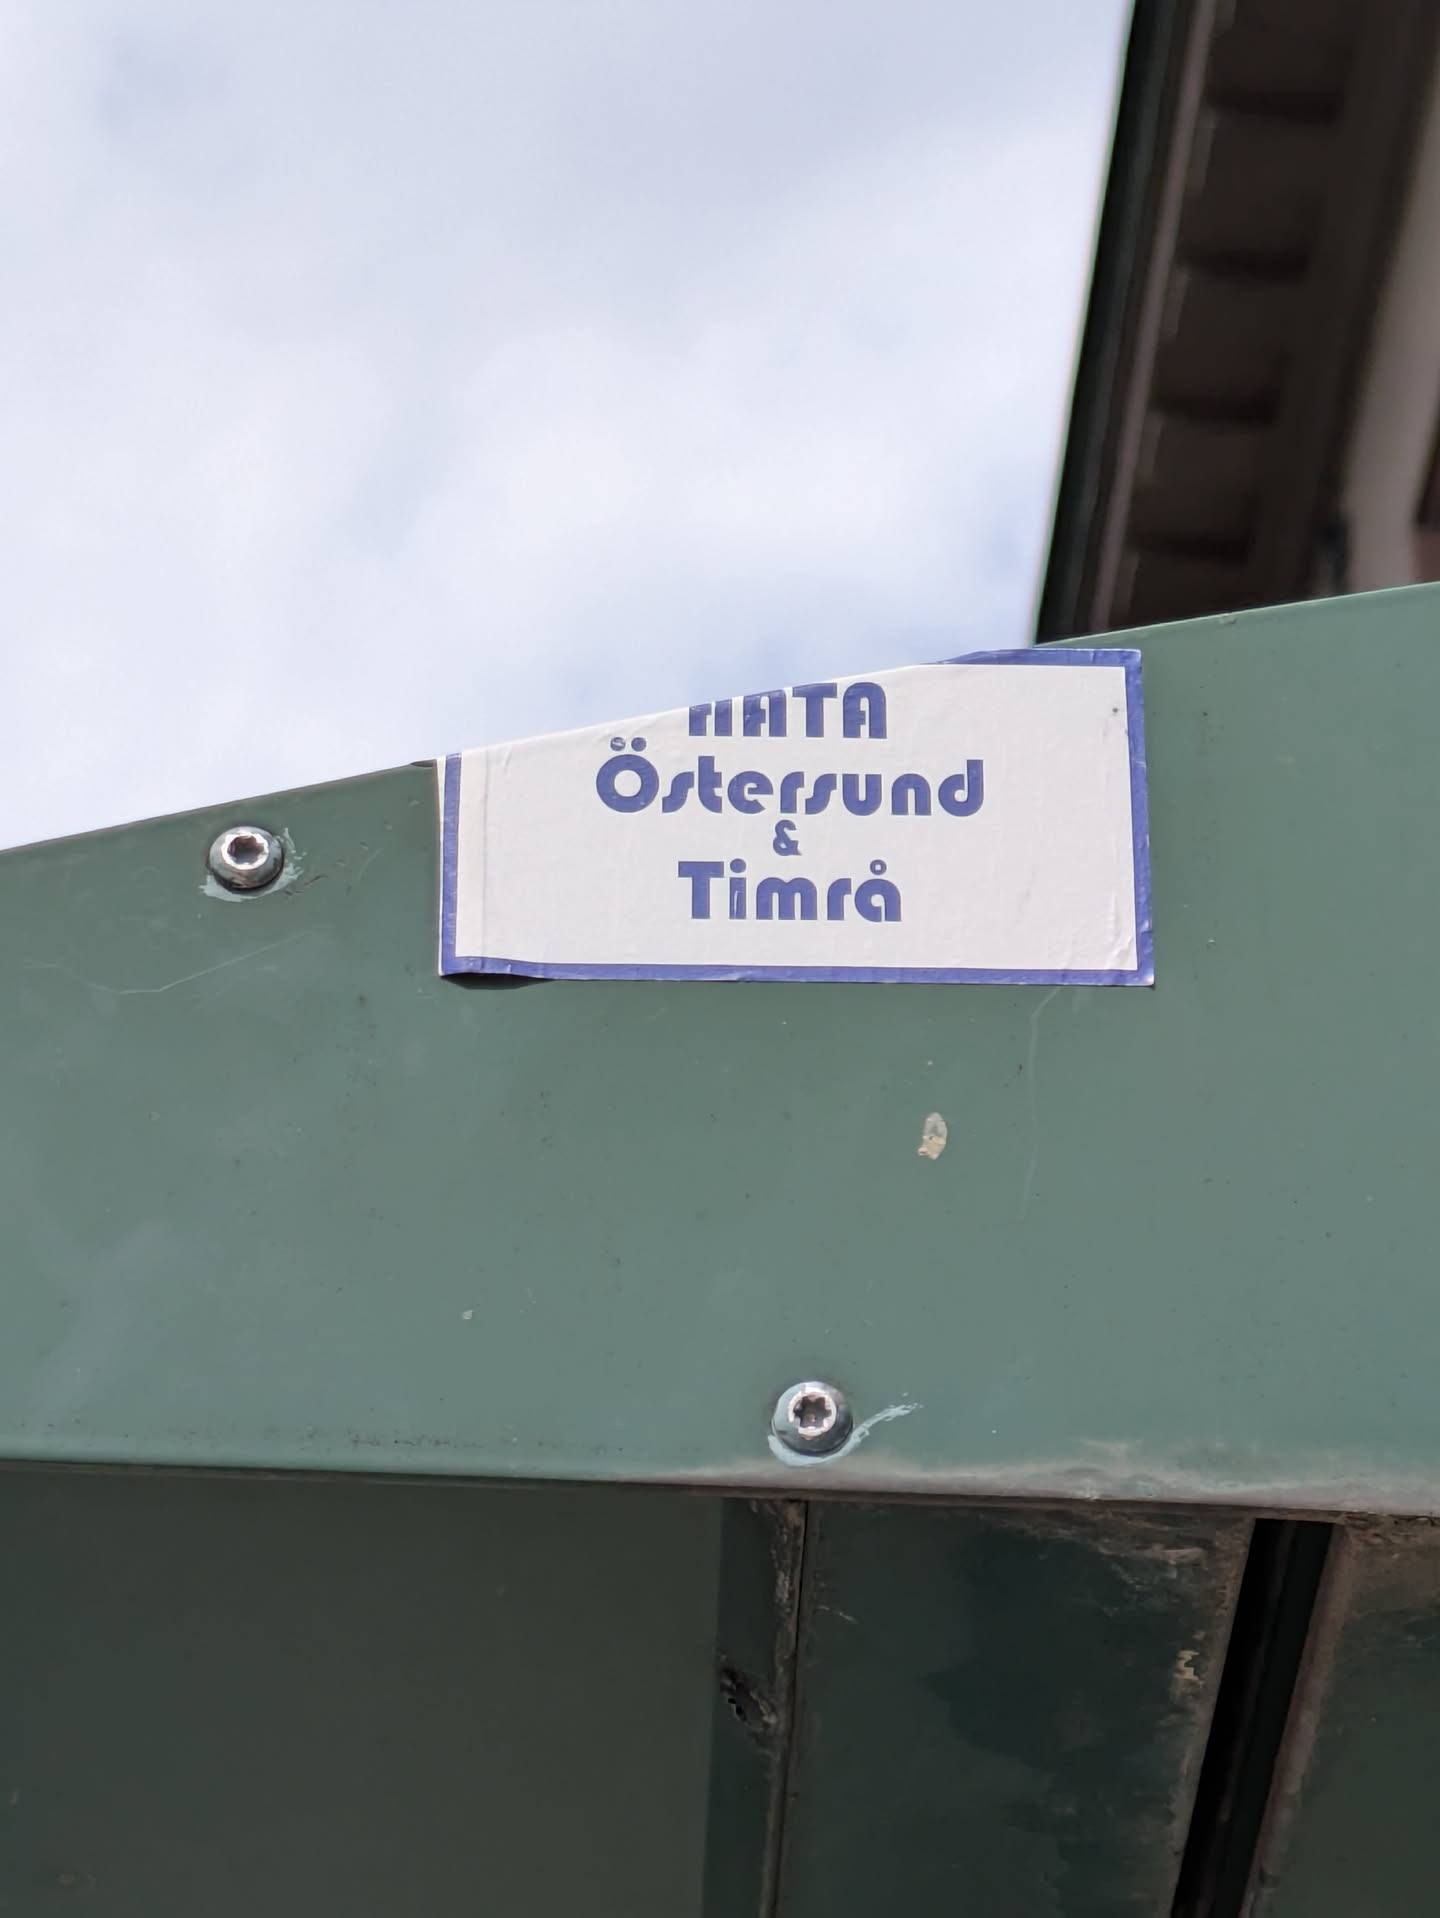 HATA
Östersund
&
Timrå